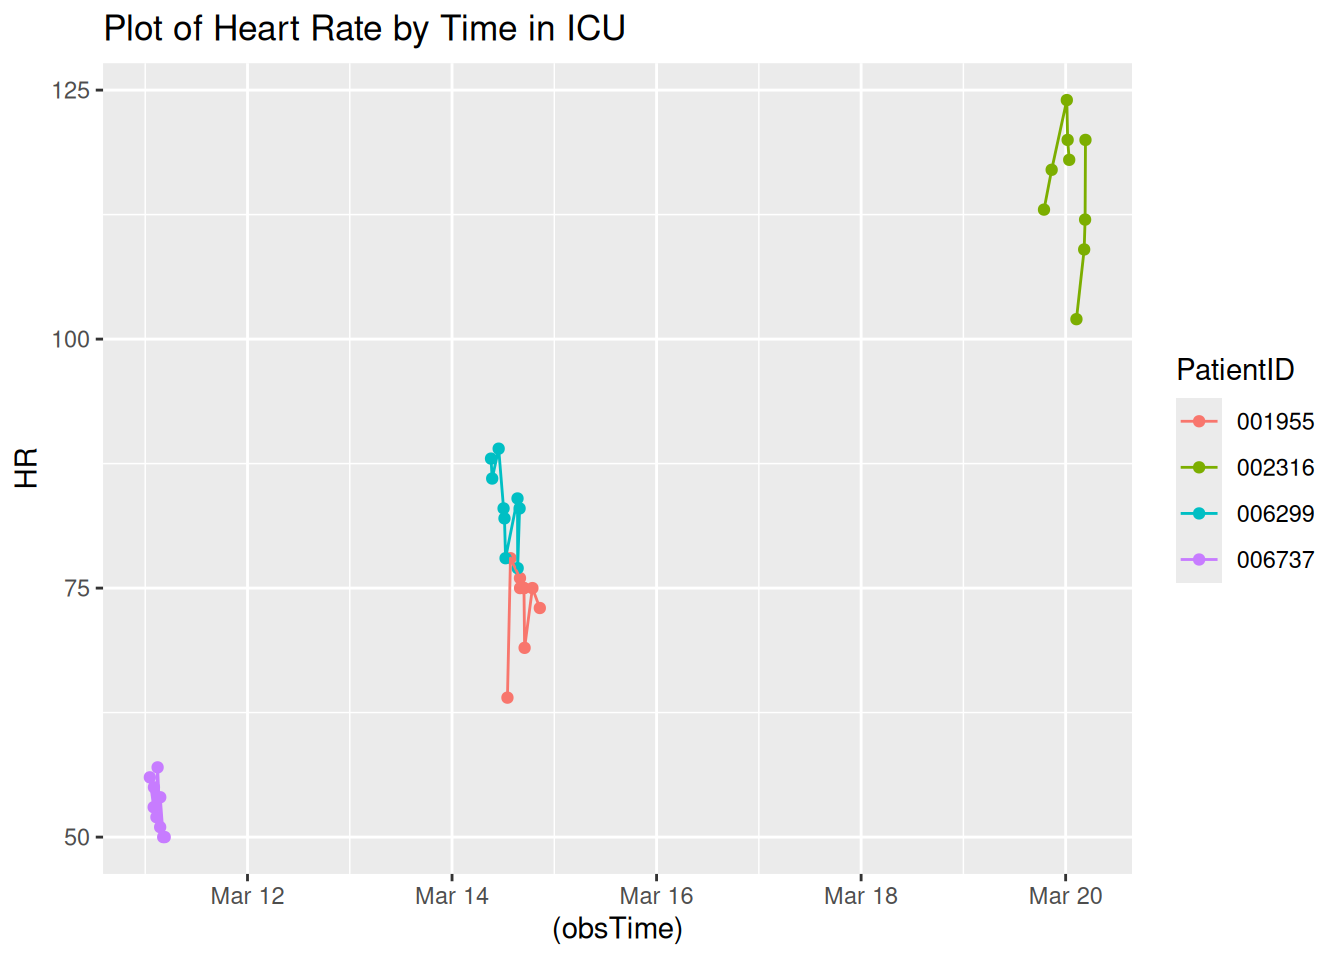 Plot of Heart Rate by Time in ICU
125
100
75
50
HR
Mar 12
Mar 14
Mar 16
Mar 18
Mar 20
(obsTime)
PatientID
001955
002316
006299
006737